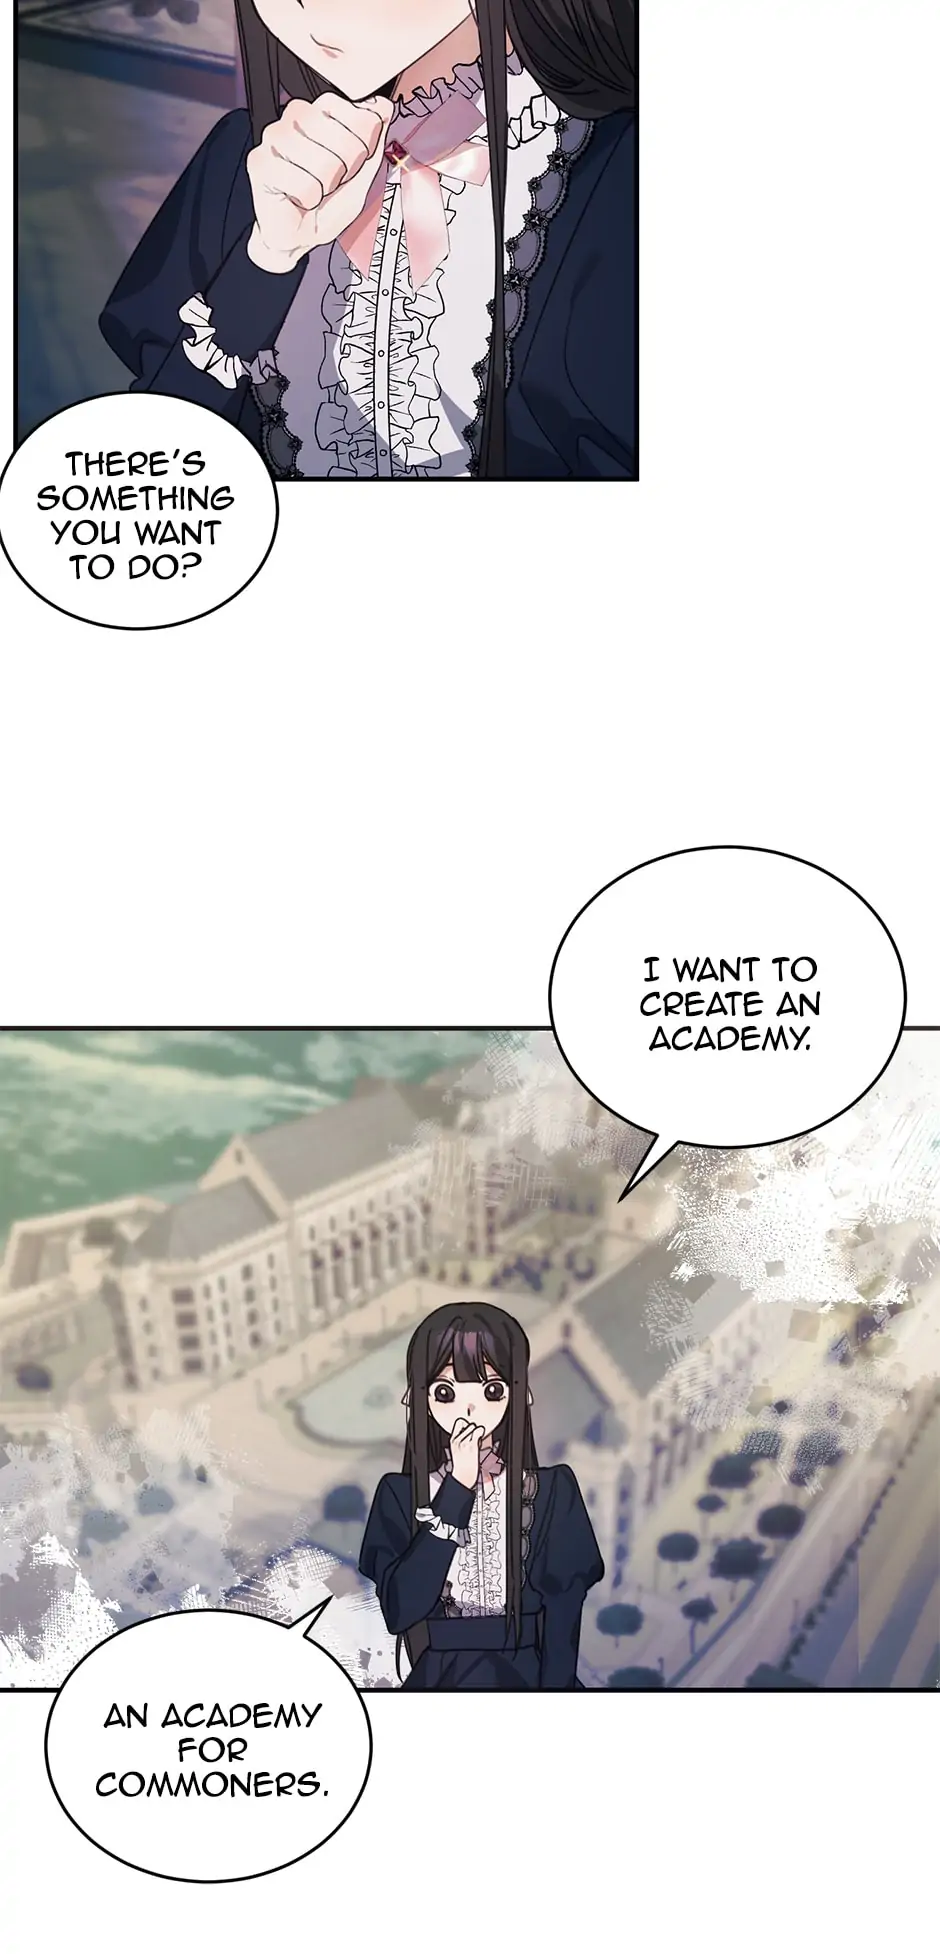 THERE'S
SOMETHING
YOU WANT
TO DO?
I WANT TO
CREATE AN
ACADEMY.
AN ACADEMY
FOR
COMMONERS.